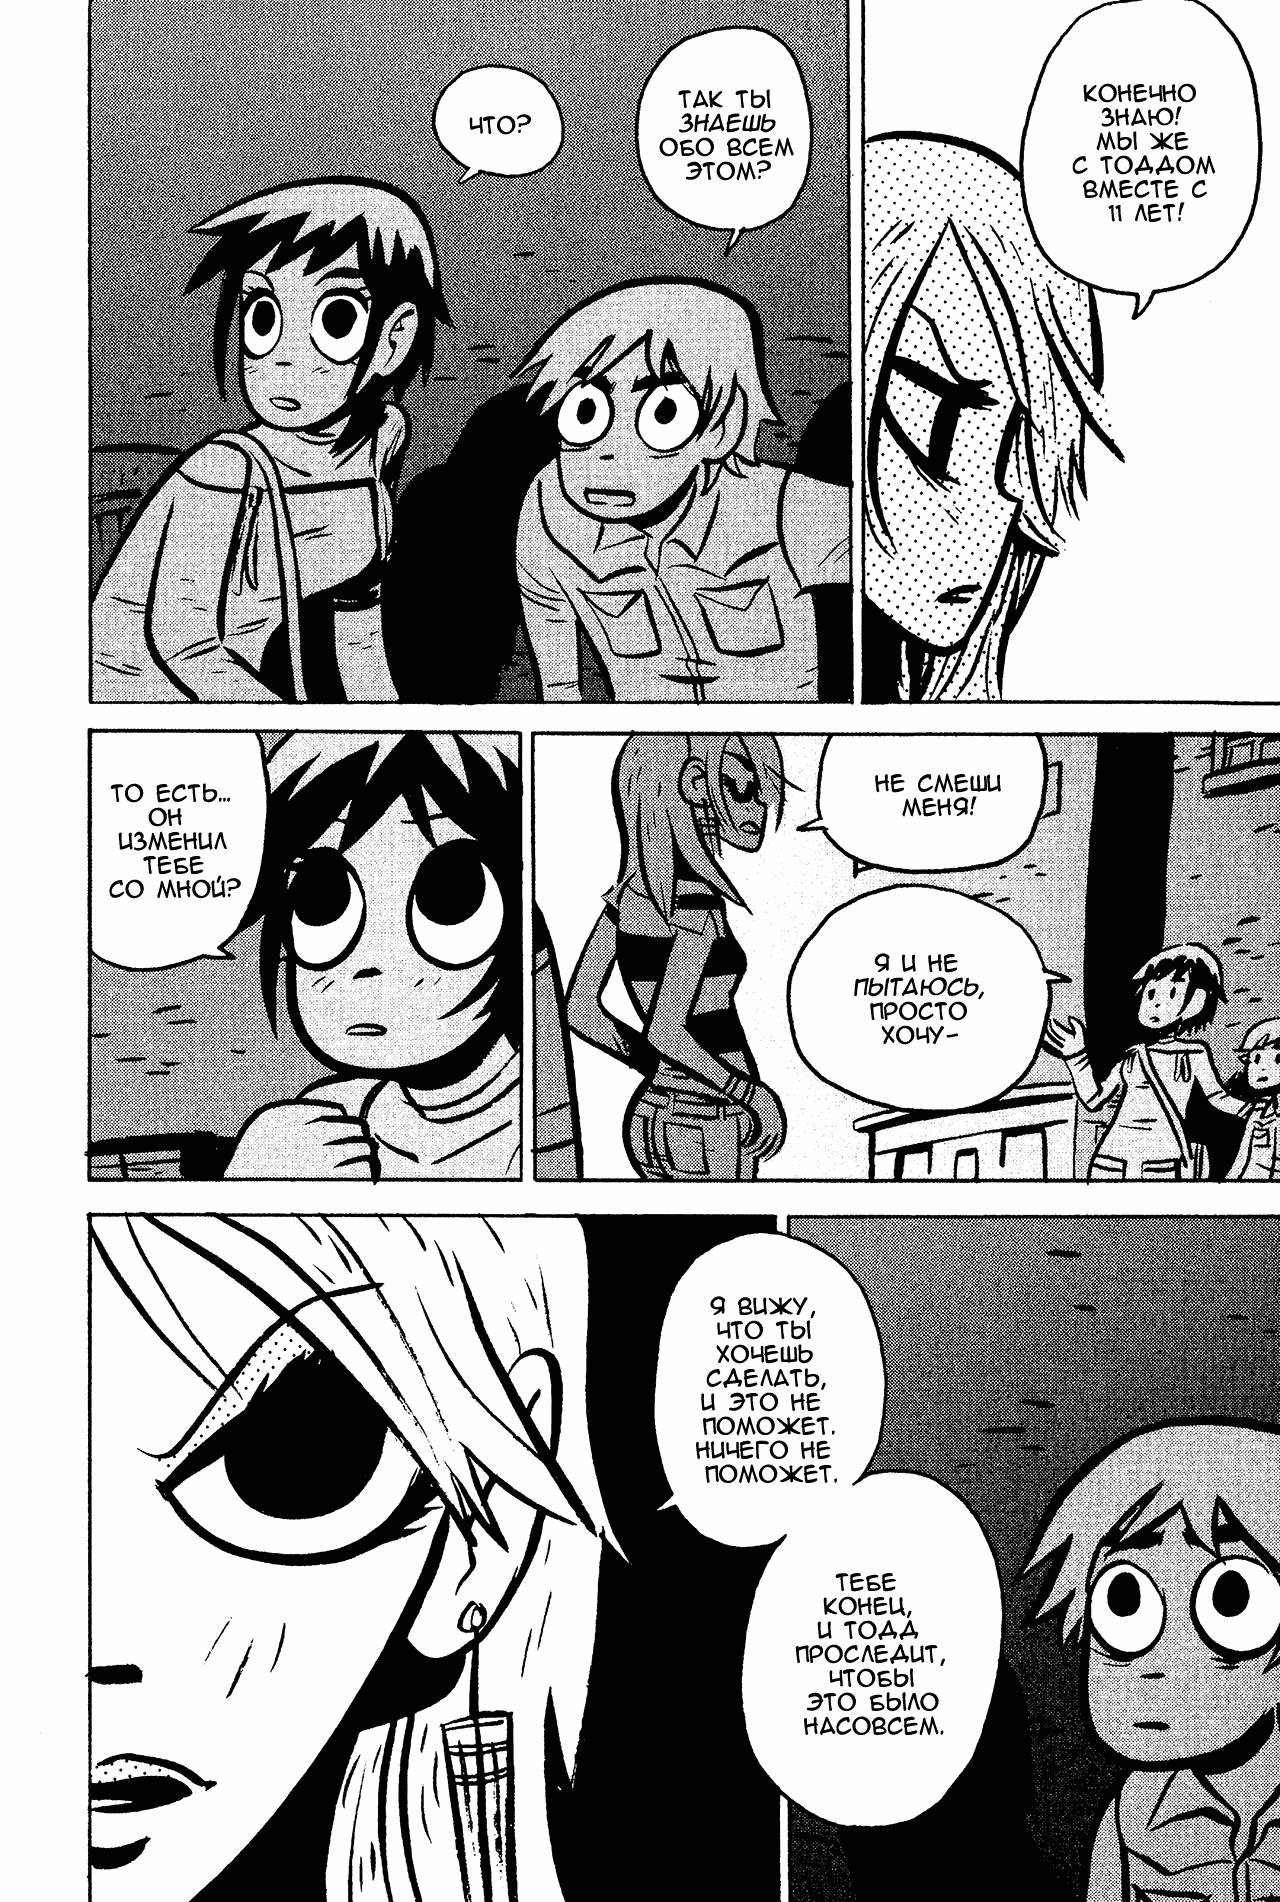 ЧТО?
ТАК ТЫ
ЗНАЕШЬ
ОБО ВСЕМ
ЭТОМ?
КОНЕЧНО
ЗНАЮ!
МЫ ЖЕ
С ТОДДОМ
ВМЕСТЕ С
11 ЛЕТ!
ТО ЕСТЬ...
ОН
ИЗМЕНИЛ
ТЕБЕ
СО МНОЙ?
НЕ СМЕШИ
МЕНЯ!
Я И НЕ
ПЫТАЮСЬ,
ПРОСТО
ХОЧУ-
Я ВИЖУ,
ЧТО ТЫ
ХОЧЕШЬ
СДЕЛАТЬ,
И ЭТО НЕ
ПОМОЖЕТ.
НИЧЕГО НЕ
ПОМОЖЕТ.
ТЕБЕ
КОНЕЦ,
И ТОДД
ПРОСЛЕДИТ,
ЧТОБЫ
ЭТО БЫЛО
НАСОВСЕМ.